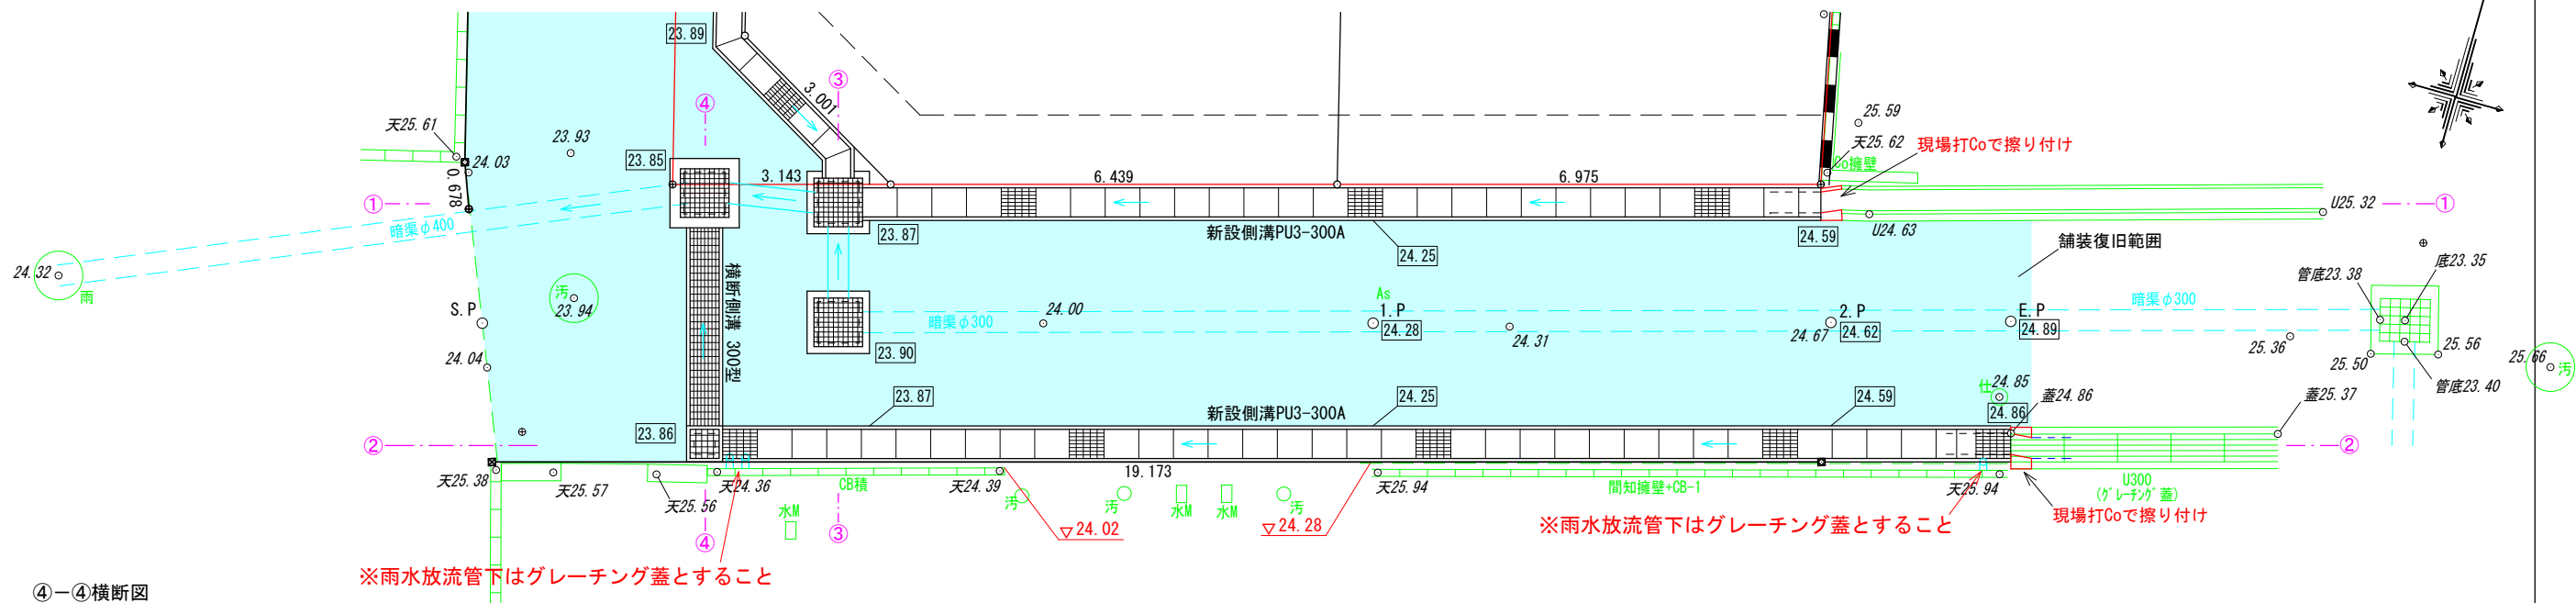 23.89
③
④
3.001
天25.61
23.93
24.03
0.678
23.85
3.143
6.439
6.975
25.59
天25.62
現場打Coで擦り付け
Co擁壁
①
U25.32
①
暗渠φ400
24.32
雨
汚
23.94
新設側溝PU3-300A
23.87
24.25
24.59
U24.63
舗装復旧範囲
管底23.38
底23.35
横断側溝 300型
S.P
24.04
暗渠φ300
23.90
24.00
As
1.P
24.28
24.31
2.P
24.67
24.62
E.P
24.89
暗渠φ300
25.36
25.50
25.56
管底23.40
25.66
汚
23.87
新設側溝PU3-300A
24.25
24.59
仕
24.85
24.86
蓋24.86
蓋25.37
23.86
②
②
天25.38
天25.57
天25.56
天24.36
CB積
天24.39
19.173
天25.94
間知擁壁+CB-1
天25.94
U300
(グレーチング蓋)
現場打Coで擦り付け
水M
汚
汚
水M
水M
汚
④
③
▽24.02
▽24.28
※雨水放流管下はグレーチング蓋とすること
※雨水放流管下はグレーチング蓋とすること
④－④横断図